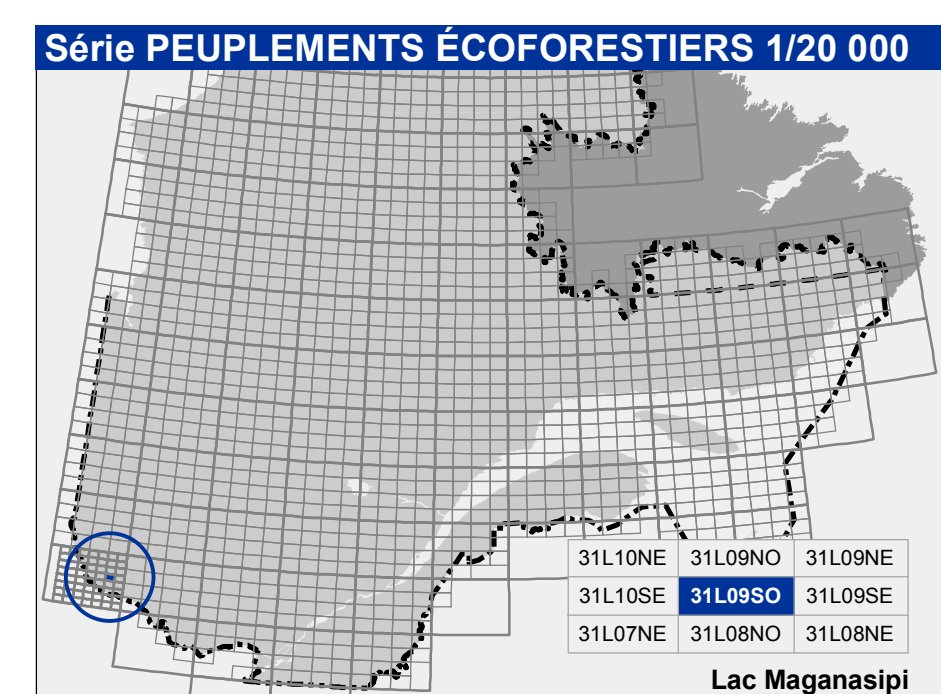 Série PEUPLEMENTS ÉCOFORESTIERS 1/20 000
31L10NE 31L09NO 31L09NE
31L10SE 31L09SO 31L09SE
31L07NE 31L08NO 31L08NE
Lac Maganasipi